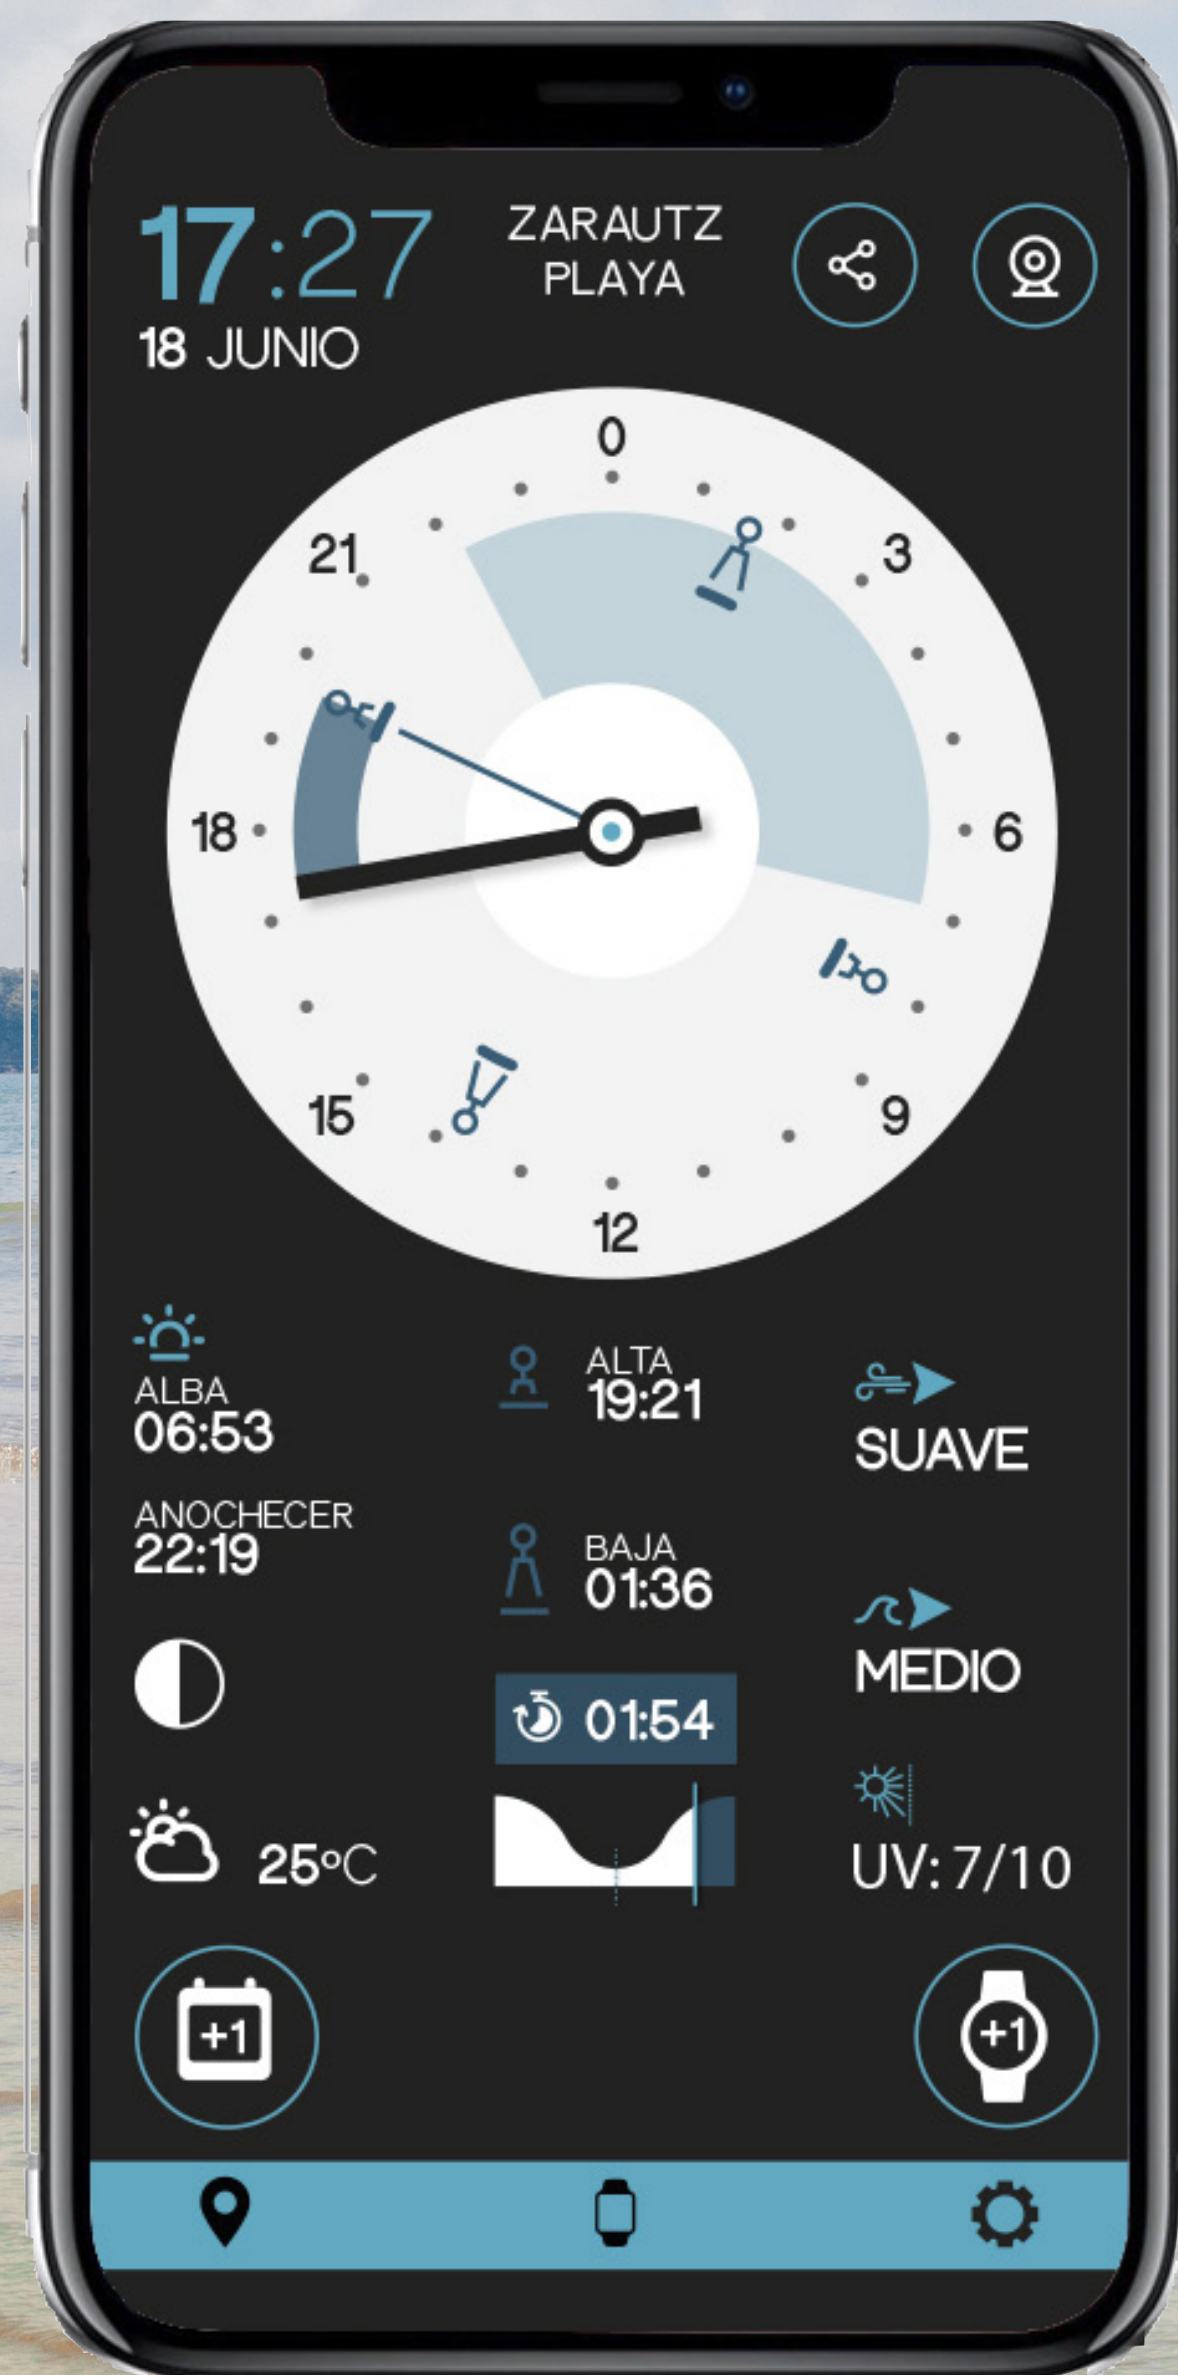 17:27
ZARAUTZ
PLAYA
18 JUNIO
0
3
6
9
12
15
18
21
ALBA
06:53
ANOCHECER
22:19
25ºC
ALTA
19:21
BAJA
01:36
01:54
SUAVE
MEDIO
UV: 7/10
+1
+1